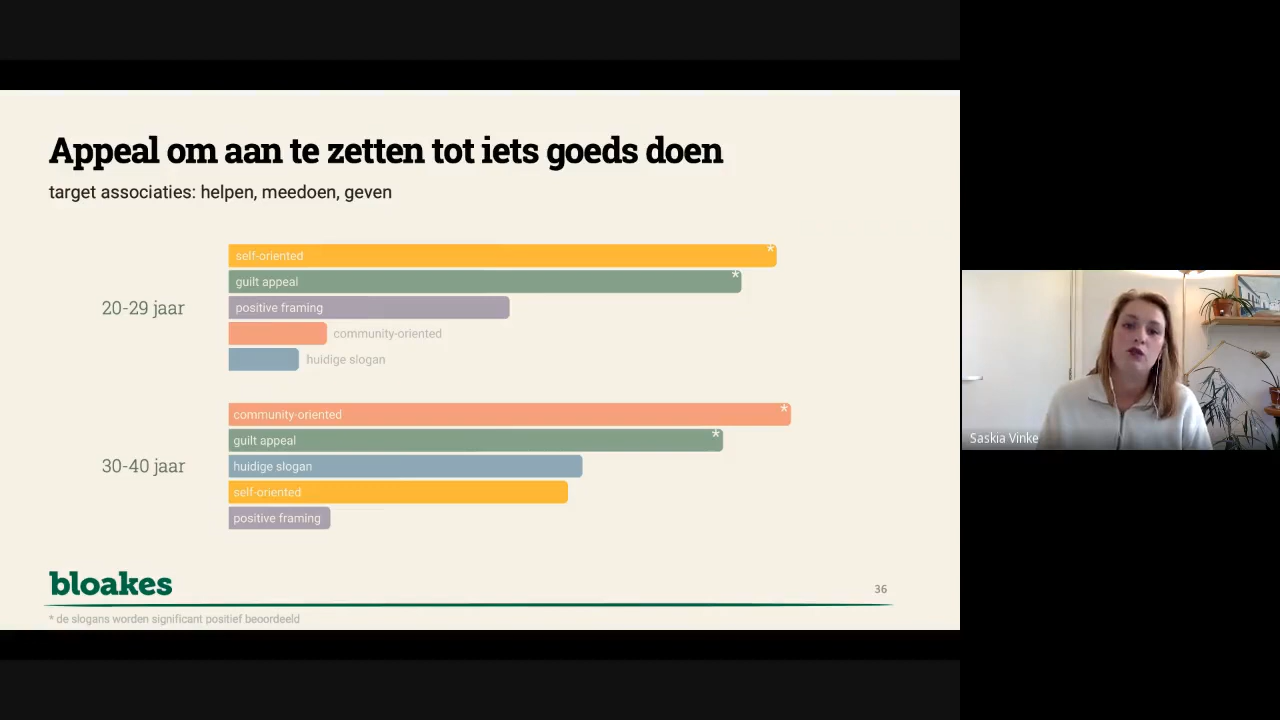 Appeal om aan te zetten tot iets goeds doen
target associaties: helpen, meedoen, geven
20-29 jaar
self-oriented *
guilt appeal *
positive framing
community-oriented
huidige slogan
30-40 jaar
community-oriented *
guilt appeal *
huidige slogan
self-oriented
positive framing
bloakes
36
* de slogans worden significant positief beoordeeld
Saskia Vinke